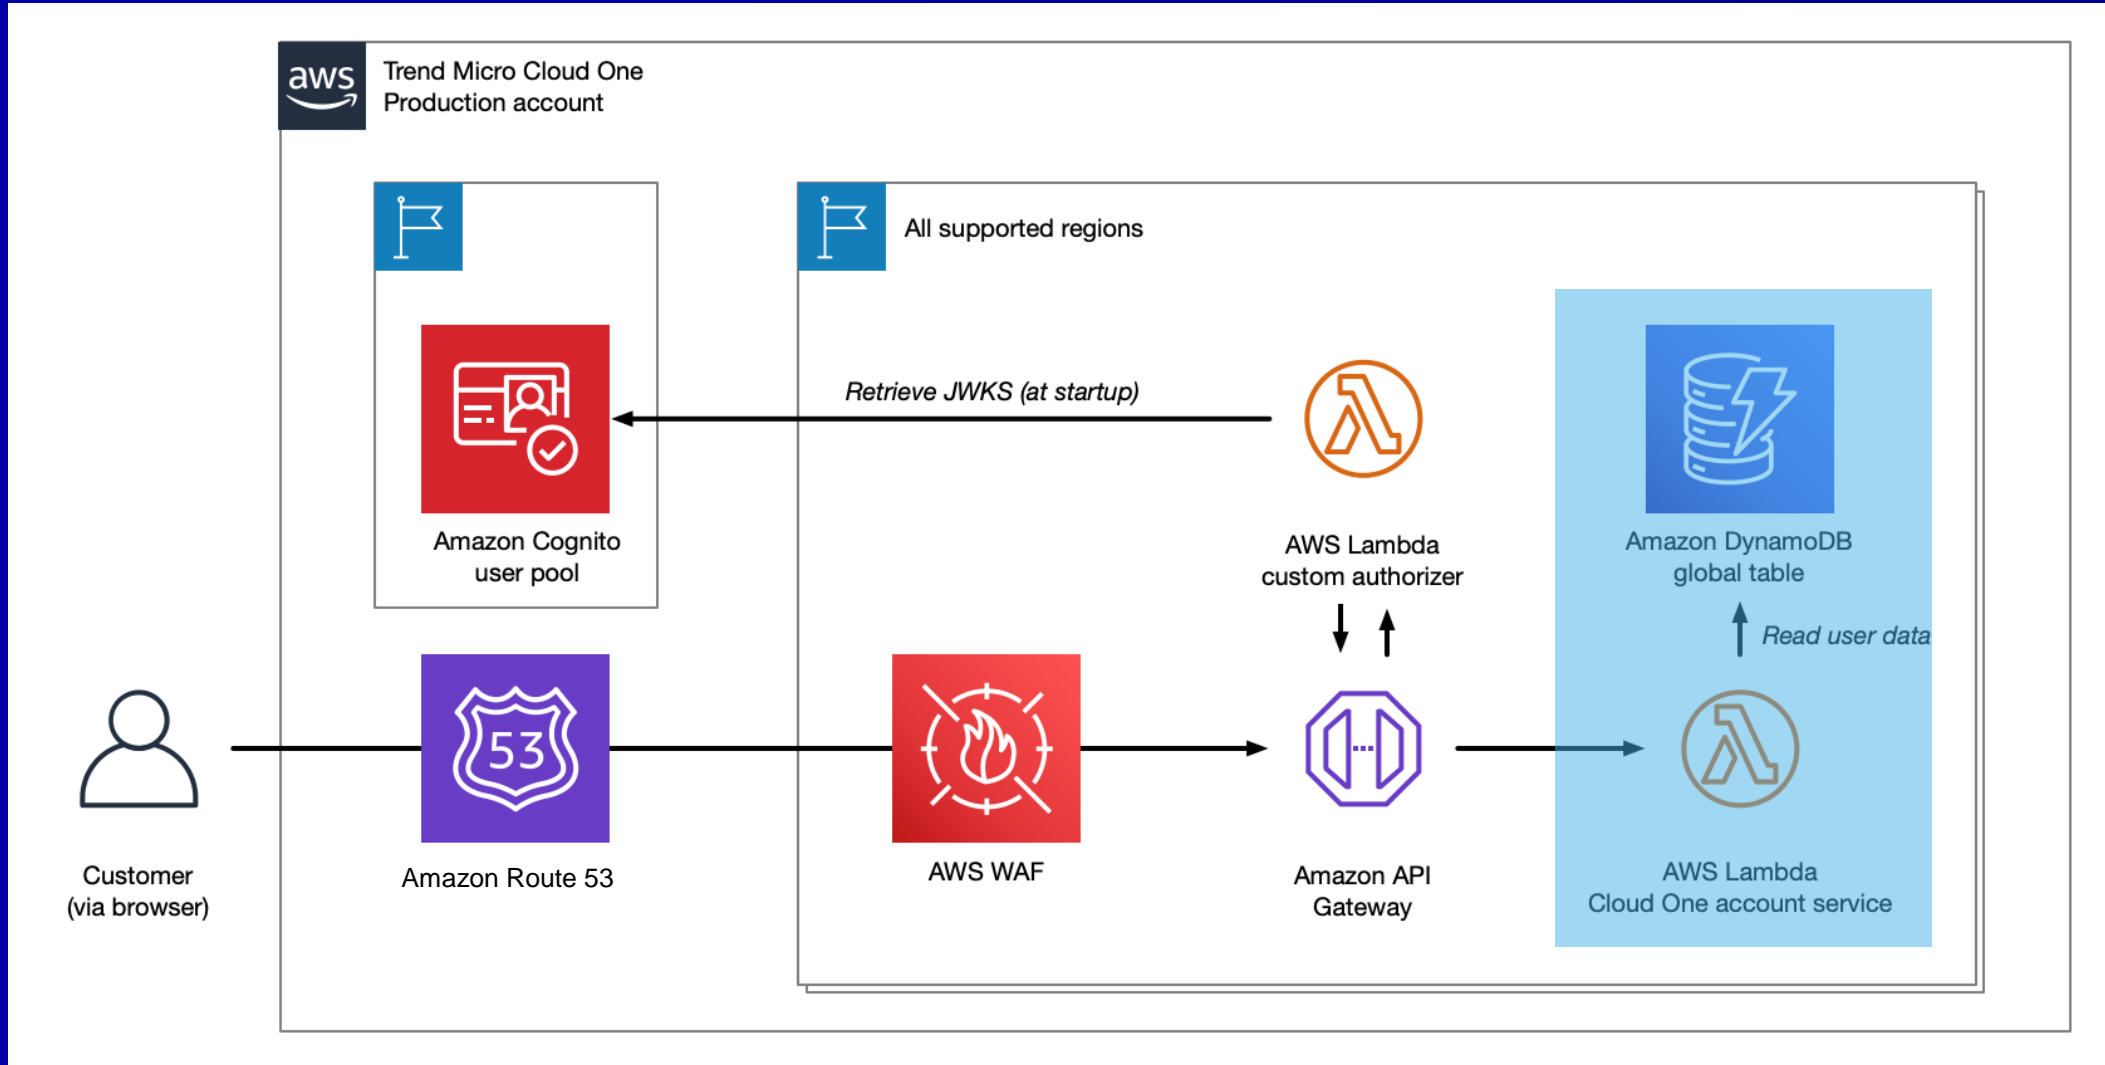 aws
Trend Micro Cloud One
Production account
All supported regions
Retrieve JWKS (at startup)
Amazon Cognito
user pool
AWS Lambda
custom authorizer
Amazon DynamoDB
global table
Read user data
53
Customer
(via browser)
Amazon Route 53
AWS WAF
Amazon API
Gateway
AWS Lambda
Cloud One account service